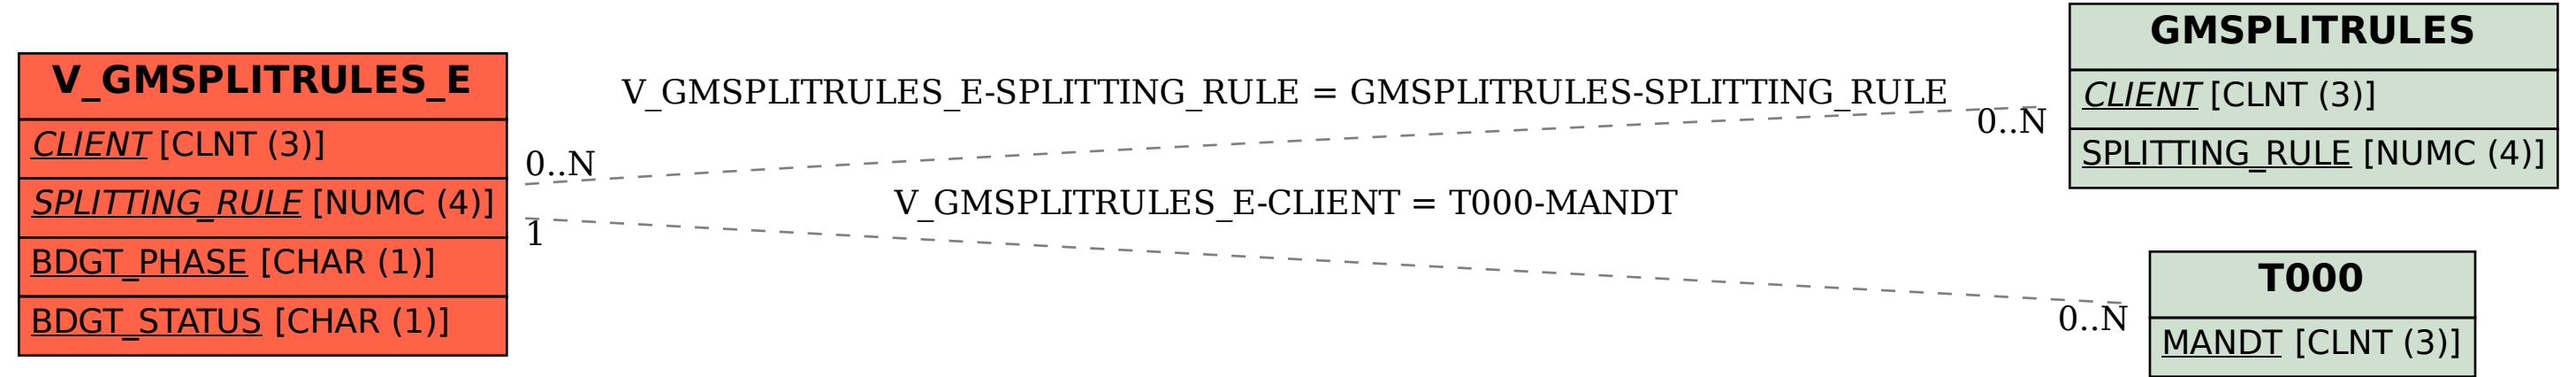 V_GMSPLITRULES_E
CLIENT [CLNT (3)]
SPLITTING_RULE [NUMC (4)]
BDGT_PHASE [CHAR (1)]
BDGT_STATUS [CHAR (1)]
V_GMSPLITRULES_E-SPLITTING_RULE = GMSPLITRULES-SPLITTING_RULE
0..N
0..N
V_GMSPLITRULES_E-CLIENT = T000-MANDT
1
0..N
GMSPLITRULES
CLIENT [CLNT (3)]
SPLITTING_RULE [NUMC (4)]
T000
MANDT [CLNT (3)]